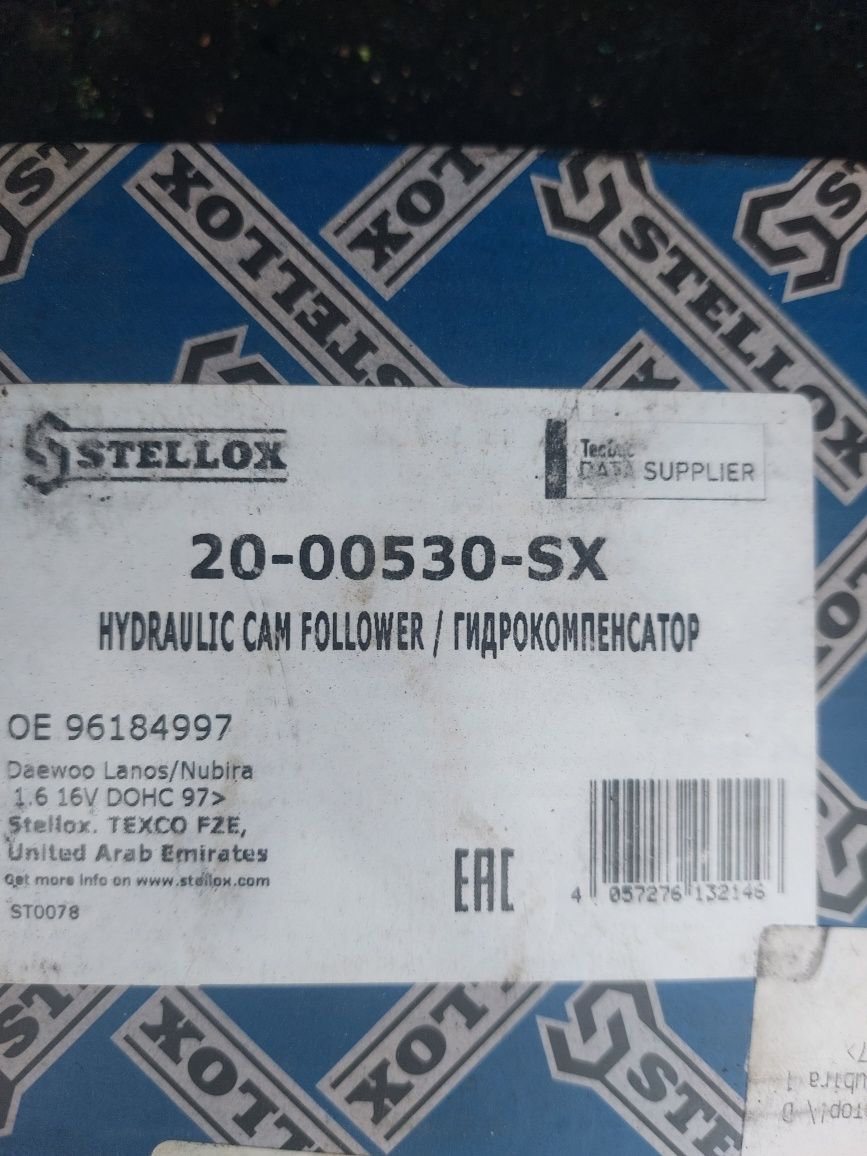 STELLOX
STELLOX
STELLOX
STELLOX
TecDoc
DATA SUPPLIER
20-00530-SX
HYDRAULIC CAM FOLLOWER / ГИДРОКОМПЕНСАТОР
OE 96184997
Daewoo Lanos/Nubira
1.6 16V DOHC 97>
Stellox. TEXCO FZE,
United Arab Emirates
Get more info on www.stellox.com
ST0078
EAC
4 057276 132146